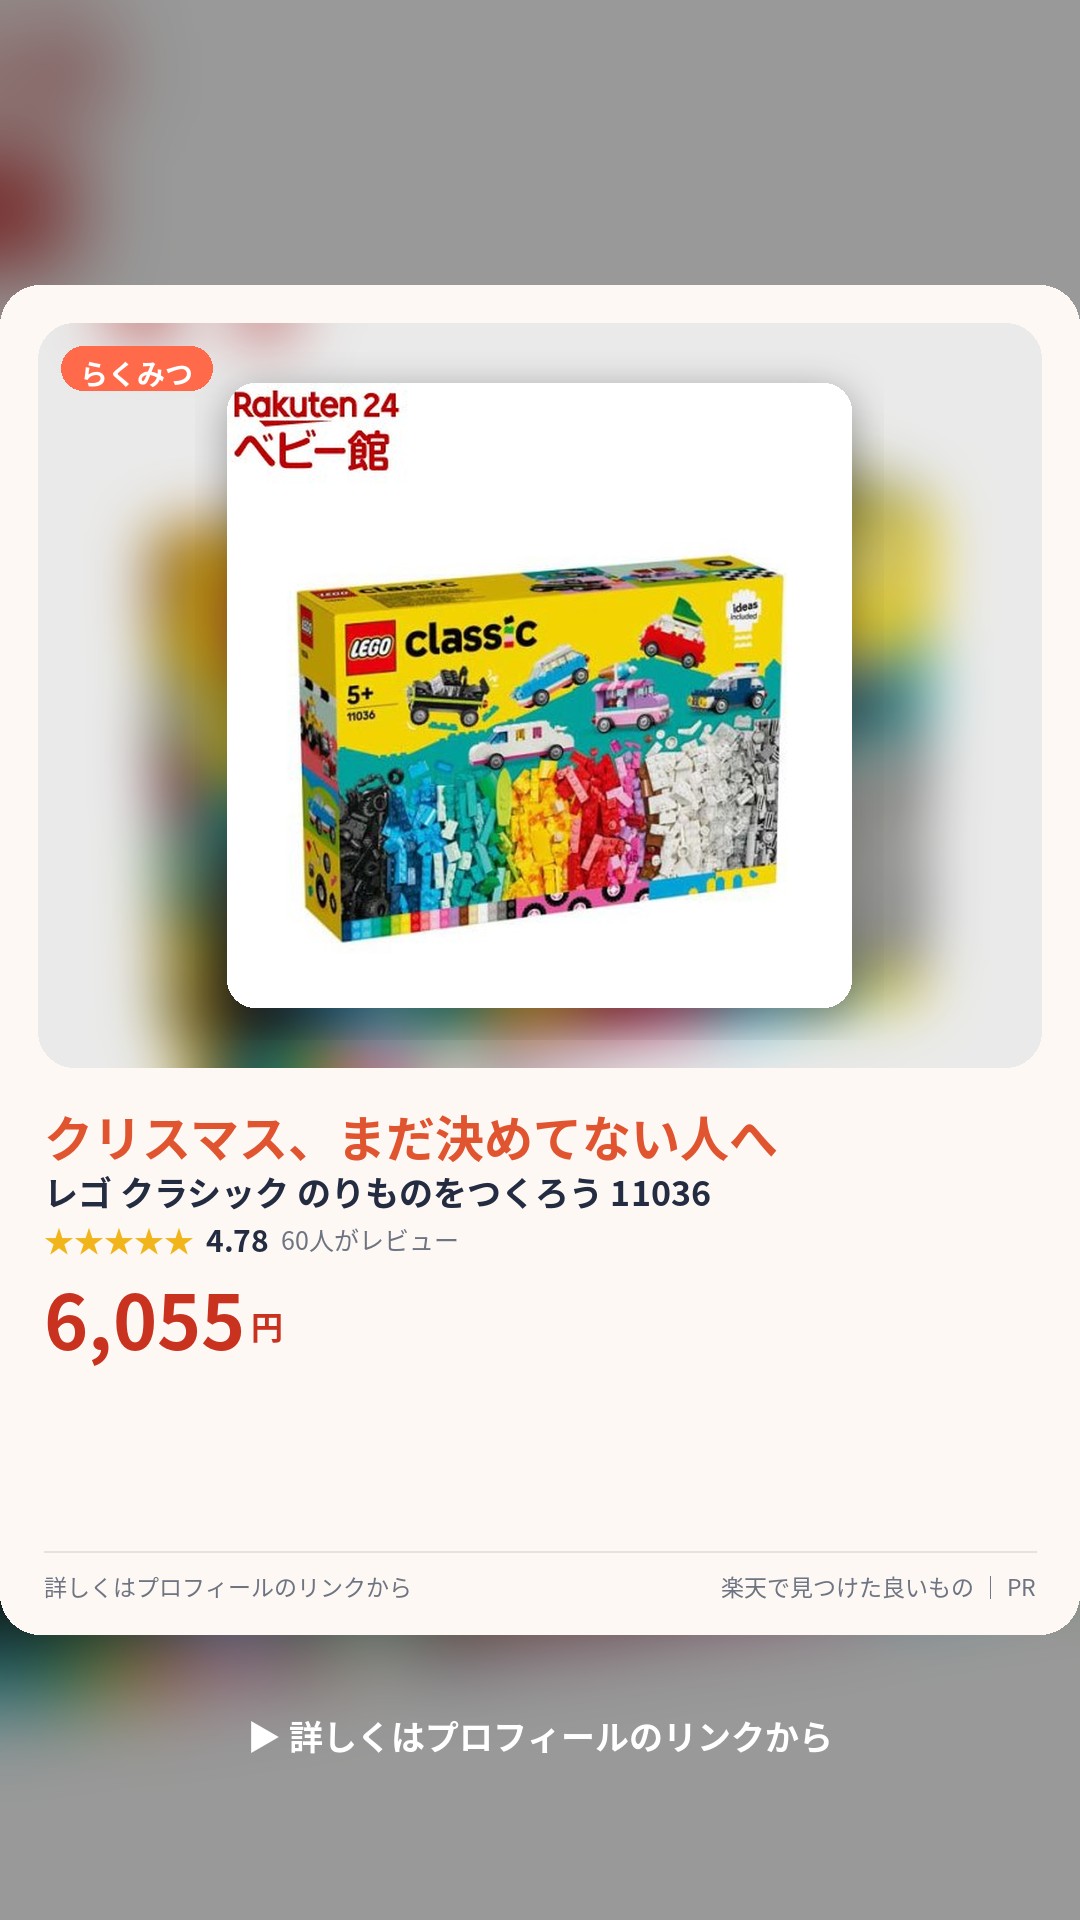 らくみつ
Rakuten 24
ベビー館
LEGO
classic
LEGO classic
5+
11036
ideas
included
クリスマス、まだ決めてない人へ
レゴ クラシック のりものをつくろう 11036
★★★★★ 4.78 60人がレビュー
6,055円
詳しくはプロフィールのリンクから
楽天で見つけた良いもの | PR
▶ 詳しくはプロフィールのリンクから